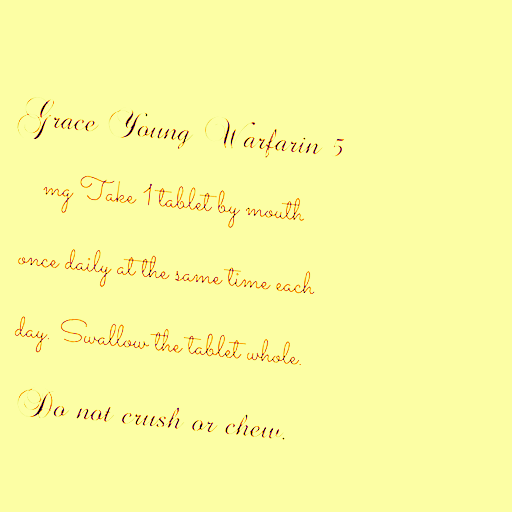 Grace Young Warfarin 5
mg Take 1 tablet by mouth
once daily at the same time each
day. Swallow the tablet whole.
Do not crush or chew.